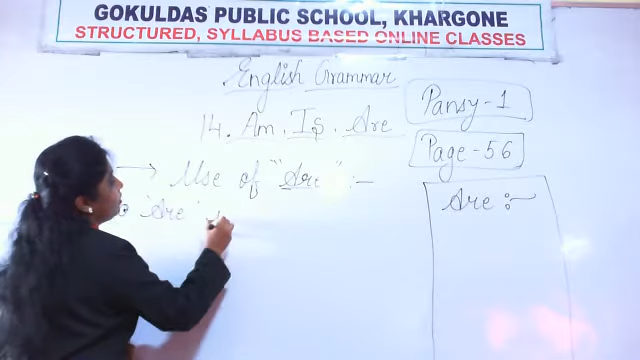 GOKULDAS PUBLIC SCHOOL, KHARGONE
STRUCTURED, SYLLABUS BASED ONLINE CLASSES
English Grammar
14. Am, Is, Are
Pansy-1
Page-56
→ Use of "Are" :-
'Are'
Are :-